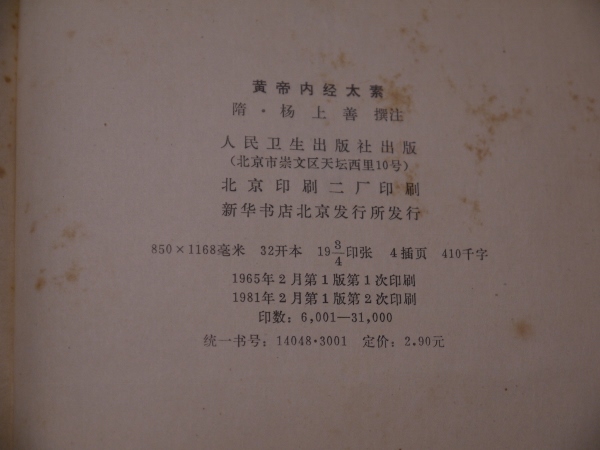 黄帝内经太素
隋·杨上善 撰注
人民卫生出版社出版
(北京市崇文区天坛西里10号)
北京印刷二厂印刷
新华书店北京发行所发行
850×1168毫米 32开本 19 3/4印张 4插页 410千字
1965年2月第1版第1次印刷
1981年2月第1版第2次印刷
印数: 6,001—31,000
统一书号: 14048·3001 定价: 2.90元